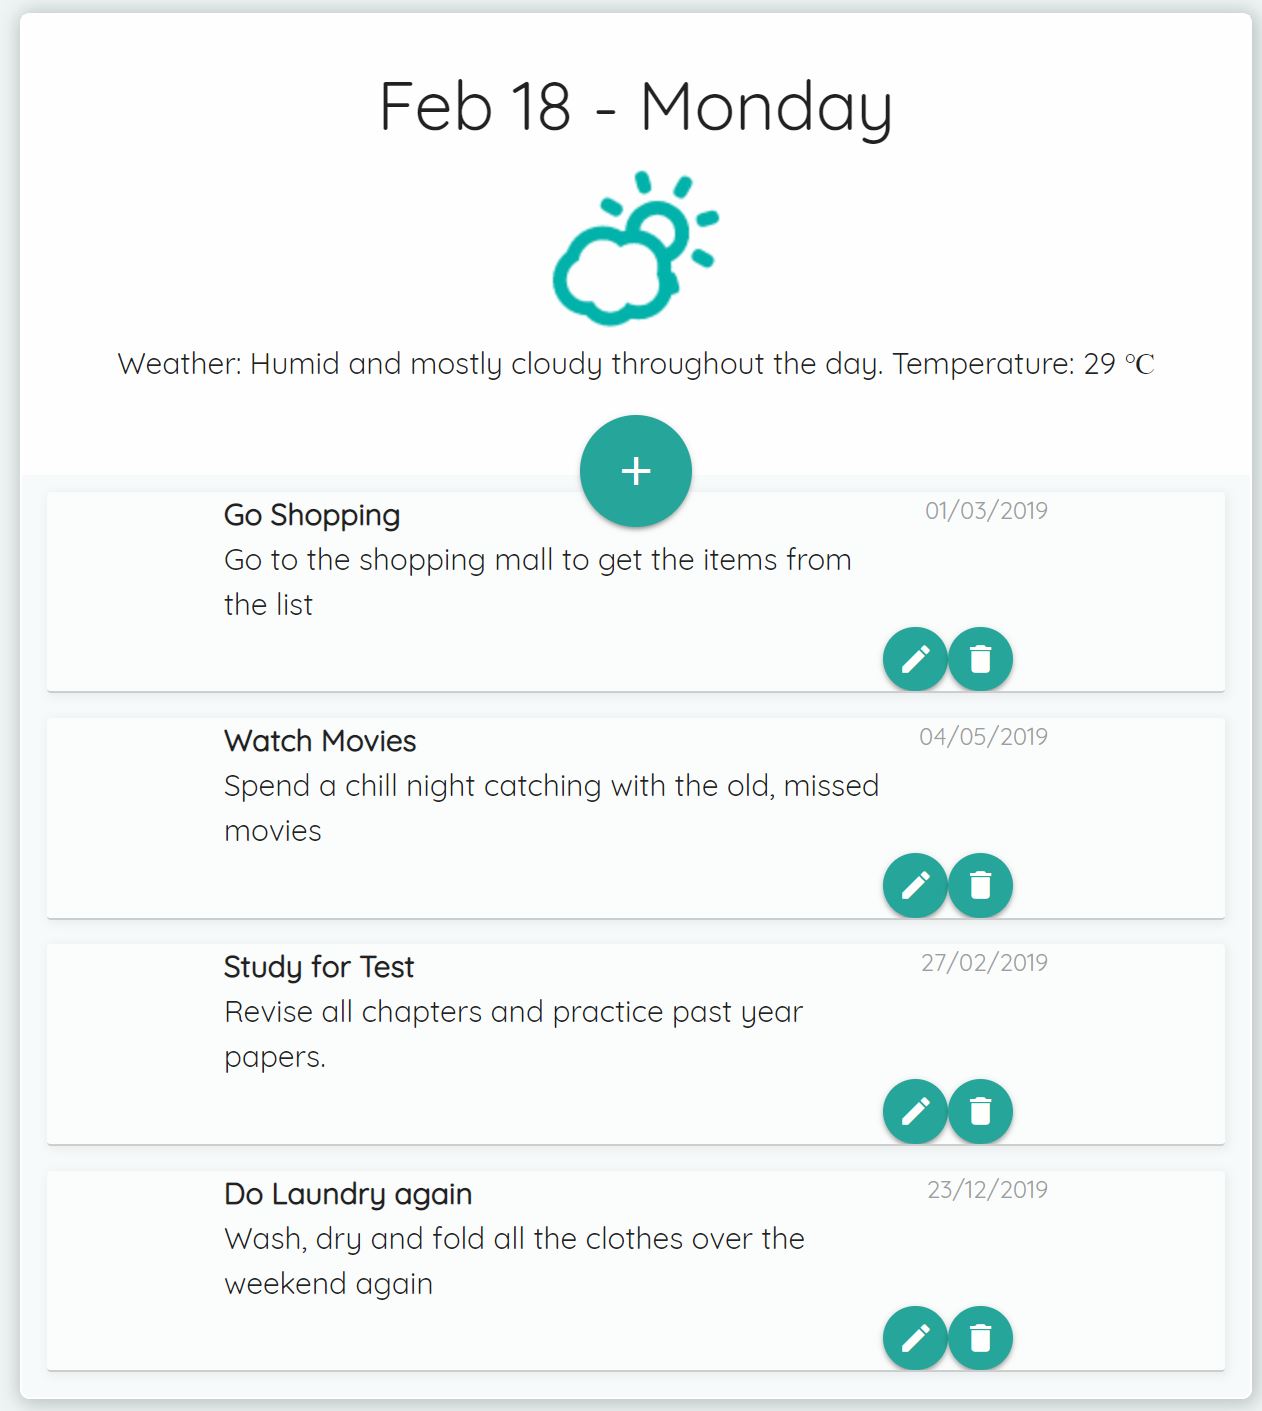 Feb 18 - Monday
Weather: Humid and mostly cloudy throughout the day. Temperature: 29 ℃
+
Go Shopping
01/03/2019
Go to the shopping mall to get the items from
the list
Watch Movies
04/05/2019
Spend a chill night catching with the old, missed
movies
Study for Test
27/02/2019
Revise all chapters and practice past year
papers.
Do Laundry again
23/12/2019
Wash, dry and fold all the clothes over the
weekend again